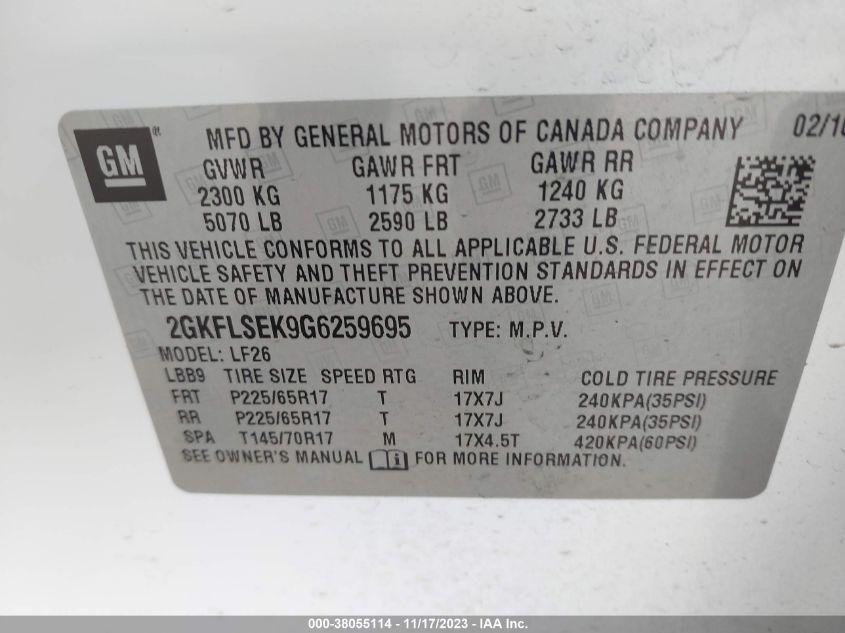 GM ® MFD BY GENERAL MOTORS OF CANADA COMPANY 02/16
GVWR GAWR FRT GAWR RR
2300 KG 1175 KG 1240 KG
5070 LB 2590 LB 2733 LB
THIS VEHICLE CONFORMS TO ALL APPLICABLE U.S. FEDERAL MOTOR
VEHICLE SAFETY AND THEFT PREVENTION STANDARDS IN EFFECT ON
THE DATE OF MANUFACTURE SHOWN ABOVE.
2GKFLSEK9G6259695 TYPE: M.P.V.
MODEL: LF26
LBB9 TIRE SIZE SPEED RTG RIM COLD TIRE PRESSURE
FRT P225/65R17 T 17X7J 240KPA(35PSI)
RR P225/65R17 T 17X7J 240KPA(35PSI)
SPA T145/70R17 M 17X4.5T 420KPA(60PSI)
SEE OWNER'S MANUAL i FOR MORE INFORMATION.
000-38055114 - 11/17/2023 - IAA Inc.